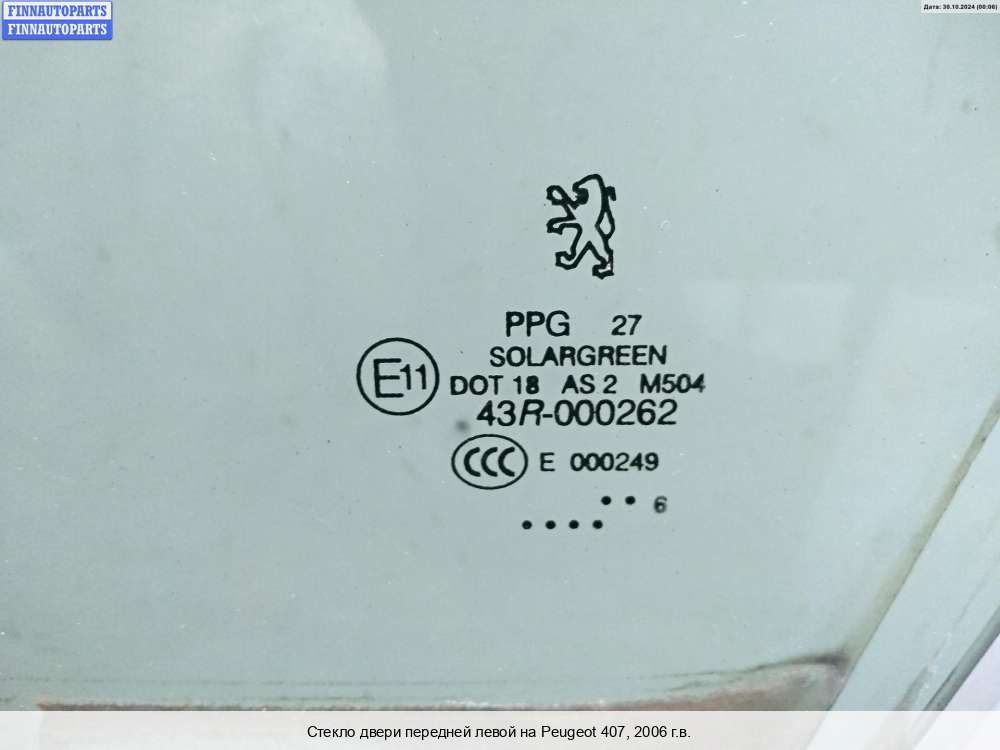 FINNAUTOPARTS
FINNAUTOPARTS
Дата: 30.10.2024 (00:06)
PPG 27
SOLARGREEN
E11
DOT 18 AS 2 M504
43R-000262
CCC E 000249
•• 6
••••
Стекло двери передней левой на Peugeot 407, 2006 г.в.